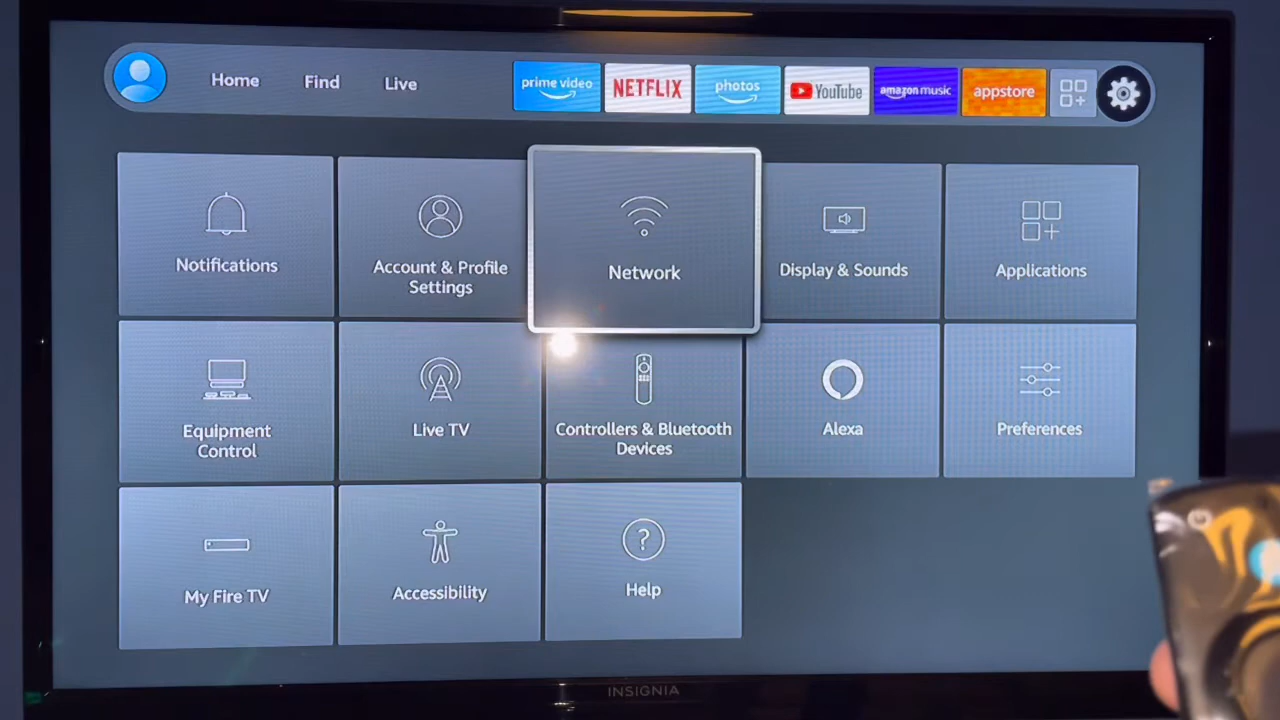 Home
Find
Live
prime video
NETFLIX
photos
YouTube
amazon music
appstore
Notifications
Account & Profile
Settings
Network
Display & Sounds
Applications
Equipment
Control
Live TV
Controllers & Bluetooth
Devices
Alexa
Preferences
My Fire TV
Accessibility
?
Help
INSIGNIA